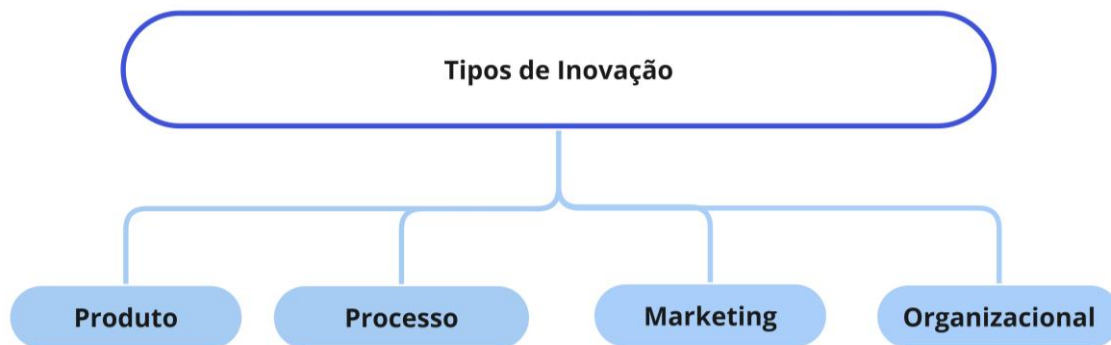 Tipos de Inovação
Produto
Processo
Marketing
Organizacional